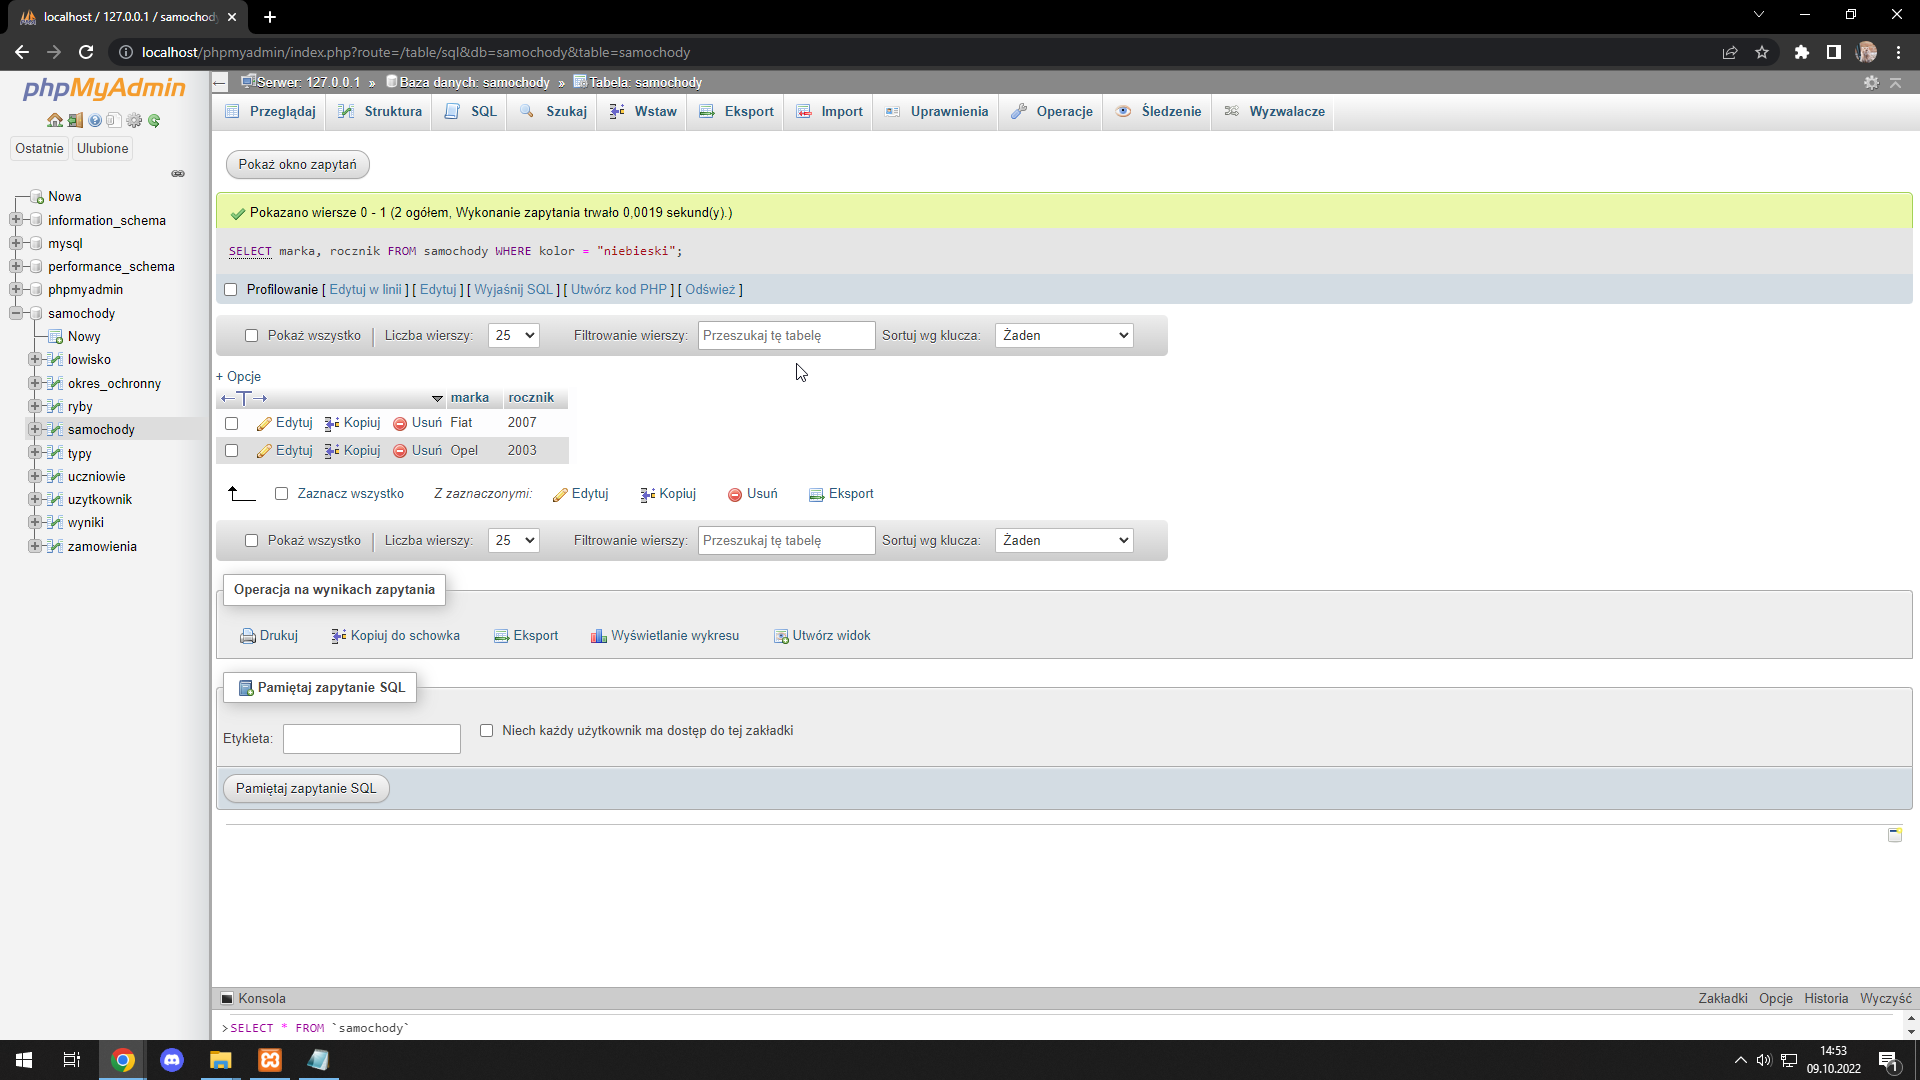 localhost / 127.0.0.1 / samochod
localhost/phpmyadmin/index.php?route=/table/sql&db=samochody&table=samochody
phpMyAdmin
Ostatnie
Ulubione
Nowa
information_schema
mysql
performance_schema
phpmyadmin
samochody
Nowy
lowisko
okres_ochronny
ryby
samochody
typy
uczniowie
uzytkownik
wyniki
zamowienia
Serwer: 127.0.0.1 » Baza danych: samochody » Tabela: samochody
Przeglądaj Struktura SQL Szukaj Wstaw Eksport Import Uprawnienia Operacje Śledzenie Wyzwalacze
Pokaż okno zapytań
Pokazano wiersze 0 - 1 (2 ogółem, Wykonanie zapytania trwało 0,0019 sekund(y).)
SELECT marka, rocznik FROM samochody WHERE kolor = "niebieski";
Profilowanie [ Edytuj w linii ] [ Edytuj ] [ Wyjaśnij SQL ] [ Utwórz kod PHP ] [ Odśwież ]
Pokaż wszystko Liczba wierszy: 25 Filtrowanie wierszy: Przeszukaj tę tabelę Sortuj wg klucza: Żaden
+ Opcje
marka rocznik
Edytuj Kopiuj Usuń Fiat 2007
Edytuj Kopiuj Usuń Opel 2003
Zaznacz wszystko Z zaznaczonymi: Edytuj Kopiuj Usuń Eksport
Pokaż wszystko Liczba wierszy: 25 Filtrowanie wierszy: Przeszukaj tę tabelę Sortuj wg klucza: Żaden
Operacja na wynikach zapytania
Drukuj Kopiuj do schowka Eksport Wyświetlanie wykresu Utwórz widok
Pamiętaj zapytanie SQL
Etykieta: Niech każdy użytkownik ma dostęp do tej zakładki
Pamiętaj zapytanie SQL
Konsola Zakładki Opcje Historia Wyczyść
>SELECT * FROM `samochody`
14:53
09.10.2022
1